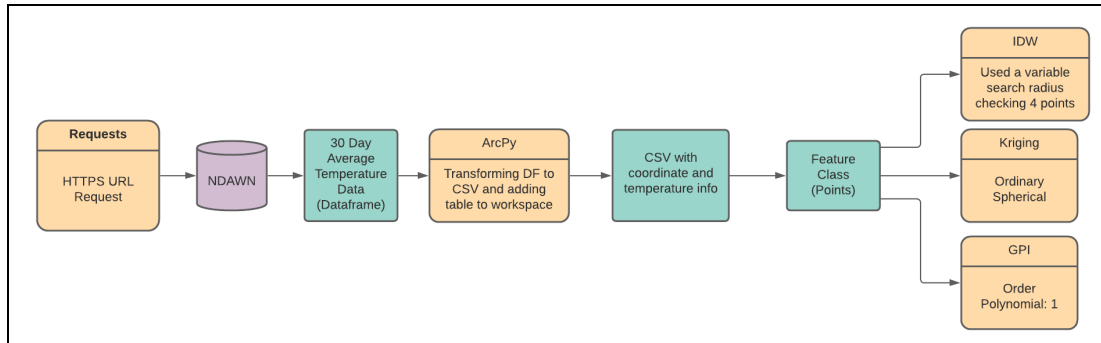 Requests
HTTPS URL
Request
NDAWN
30 Day
Average
Temperature
Data
(Dataframe)
ArcPy
Transforming DF to
CSV and adding
table to workspace
CSV with
coordinate and
temperature info
Feature
Class
(Points)
IDW
Used a variable
search radius
checking 4 points
Kriging
Ordinary
Spherical
GPI
Order
Polynomial: 1